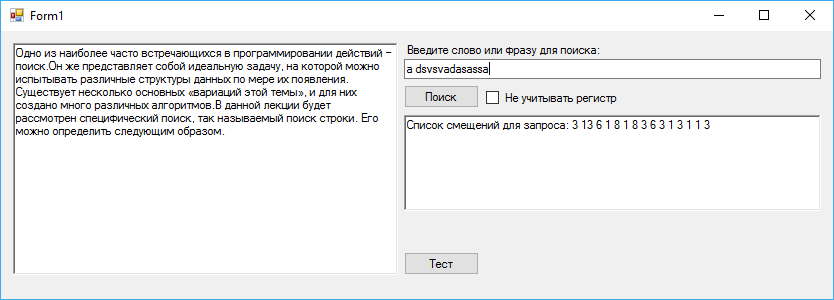 Form1
Одно из наиболее часто встречающихся в программировании действий –
поиск.Он же представляет собой идеальную задачу, на которой можно
испытывать различные структуры данных по мере их появления.
Существует несколько основных «вариаций этой темы», и для них
создано много различных алгоритмов.В данной лекции будет
рассмотрен специфический поиск, так называемый поиск строки. Его
можно определить следующим образом.
Введите слово или фразу для поиска:
a dsvsvadasassa
Поиск
Не учитывать регистр
Список смещений для запроса: 3 13 6 1 8 1 8 3 6 3 1 3 1 1 3
Тест